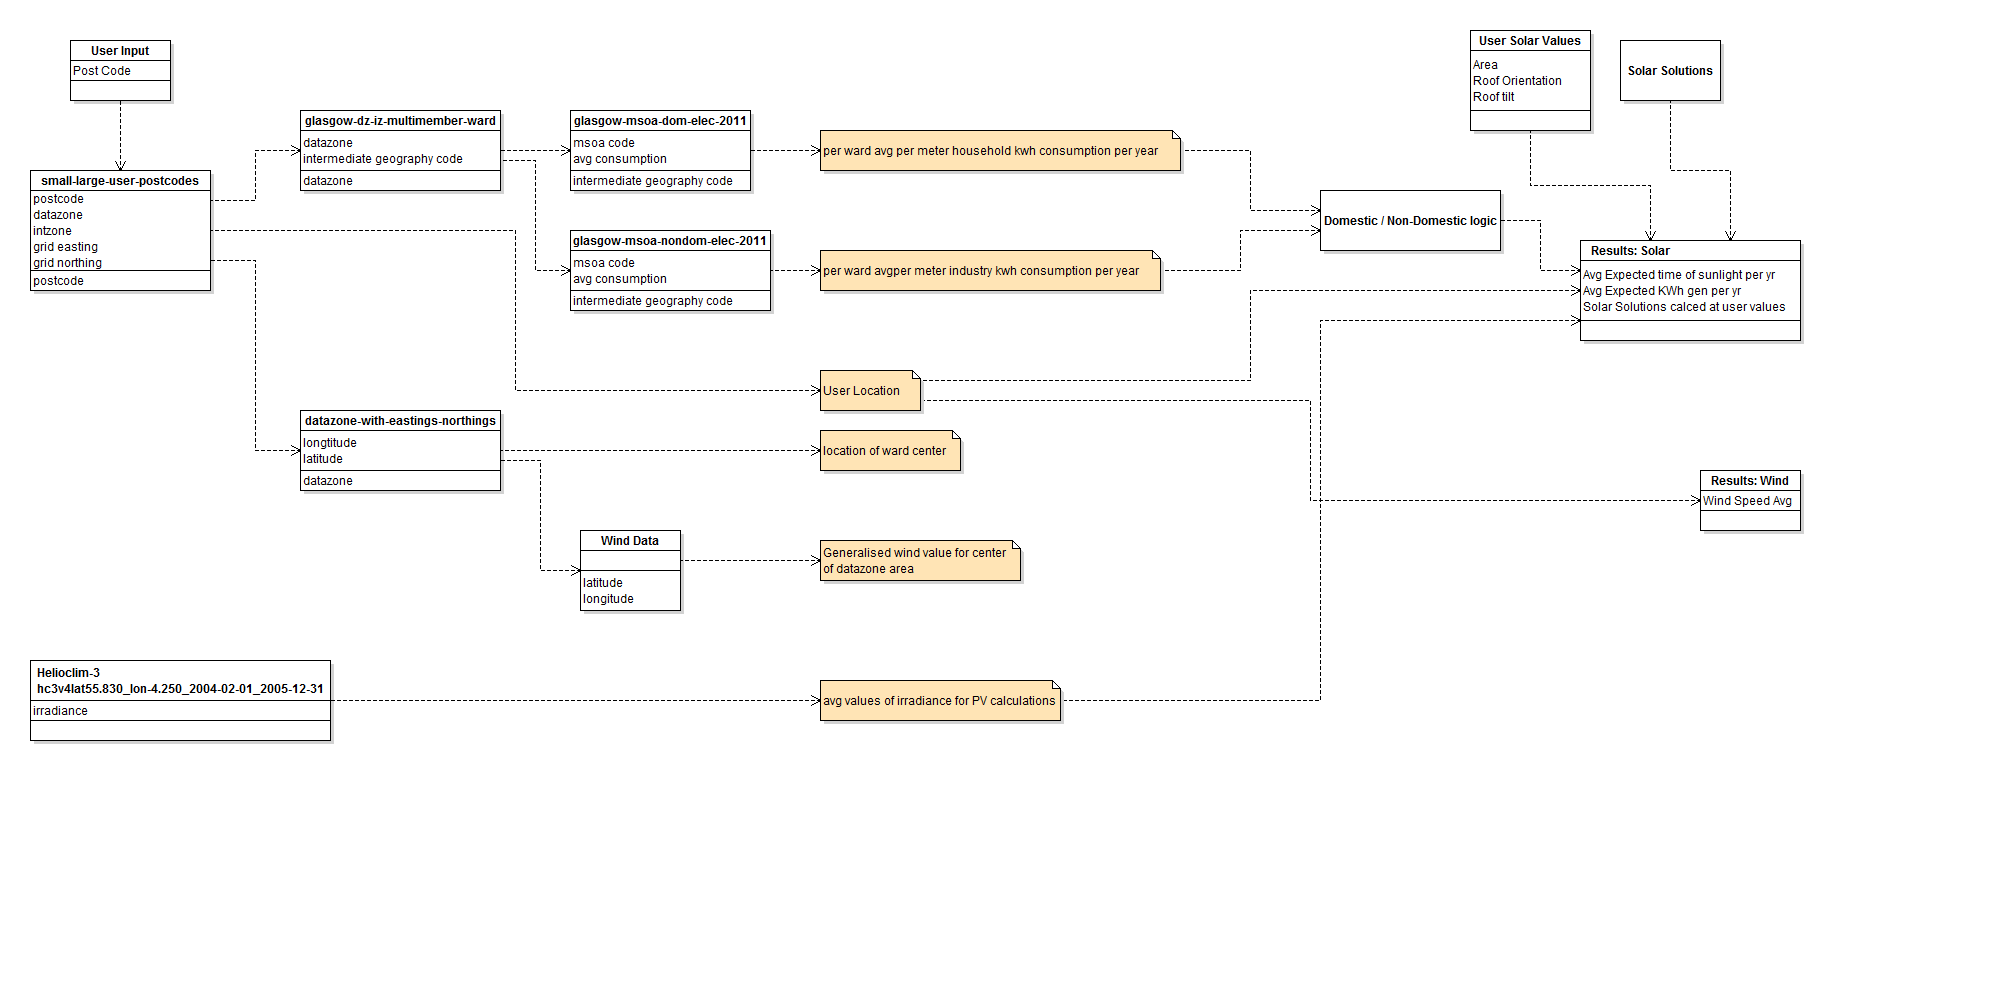 User Input
Post Code
small-large-user-postcodes
postcode
datazone
intzone
grid easting
grid northing
postcode
glasgow-dz-iz-multimember-ward
datazone
intermediate geography code
datazone
glasgow-msoa-dom-elec-2011
msoa code
avg consumption
intermediate geography code
per ward avg per meter household kwh consumption per year
glasgow-msoa-nondom-elec-2011
msoa code
avg consumption
intermediate geography code
per ward avgper meter industry kwh consumption per year
Domestic / Non-Domestic logic
User Solar Values
Area
Roof Orientation
Roof tilt
Solar Solutions
Results: Solar
Avg Expected time of sunlight per yr
Avg Expected KWh gen per yr
Solar Solutions calced at user values
User Location
datazone-with-eastings-northings
longtitude
latitude
datazone
location of ward center
Results: Wind
Wind Speed Avg
Wind Data
latitude
longitude
Generalised wind value for center
of datazone area
Helioclim-3
hc3v4lat55.830_lon-4.250_2004-02-01_2005-12-31
irradiance
avg values of irradiance for PV calculations